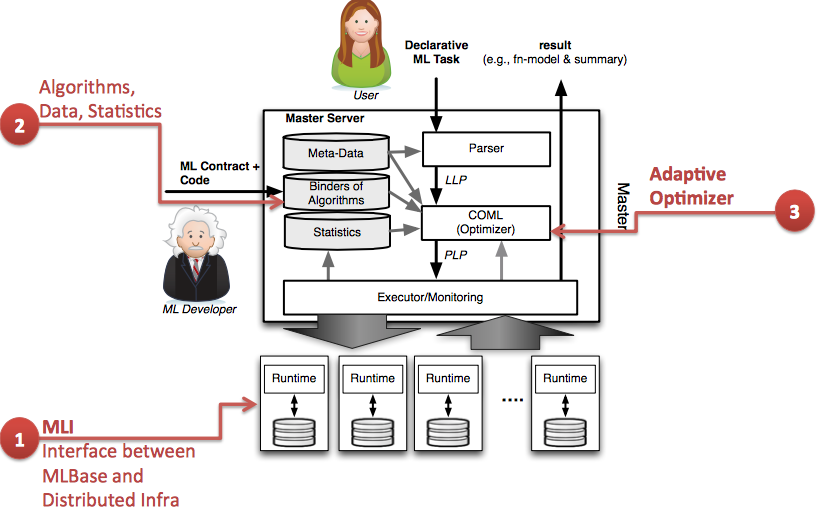 Declarative
ML Task
result
(e.g., fn-model & summary)
User
Algorithms,
Data, Statistics
2
Master Server
Meta-Data
Parser
ML Contract +
Code
LLP
Binders of
Algorithms
COML
(Optimizer)
Statistics
Master
Adaptive
Optimizer
3
PLP
ML Developer
Executor/Monitoring
Runtime
Runtime
Runtime
....
Runtime
1
MLI
Interface between
MLBase and
Distributed Infra